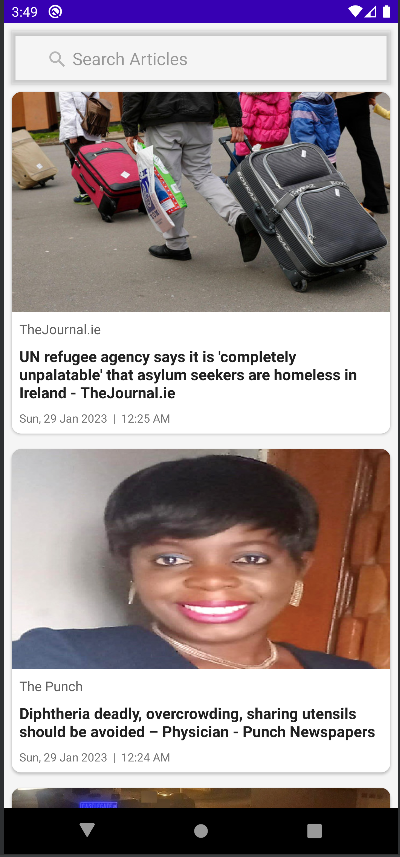 3:49
Search Articles
TheJournal.ie
UN refugee agency says it is 'completely
unpalatable' that asylum seekers are homeless in
Ireland - TheJournal.ie
Sun, 29 Jan 2023 | 12:25 AM
The Punch
Diphtheria deadly, overcrowding, sharing utensils
should be avoided – Physician - Punch Newspapers
Sun, 29 Jan 2023 | 12:24 AM